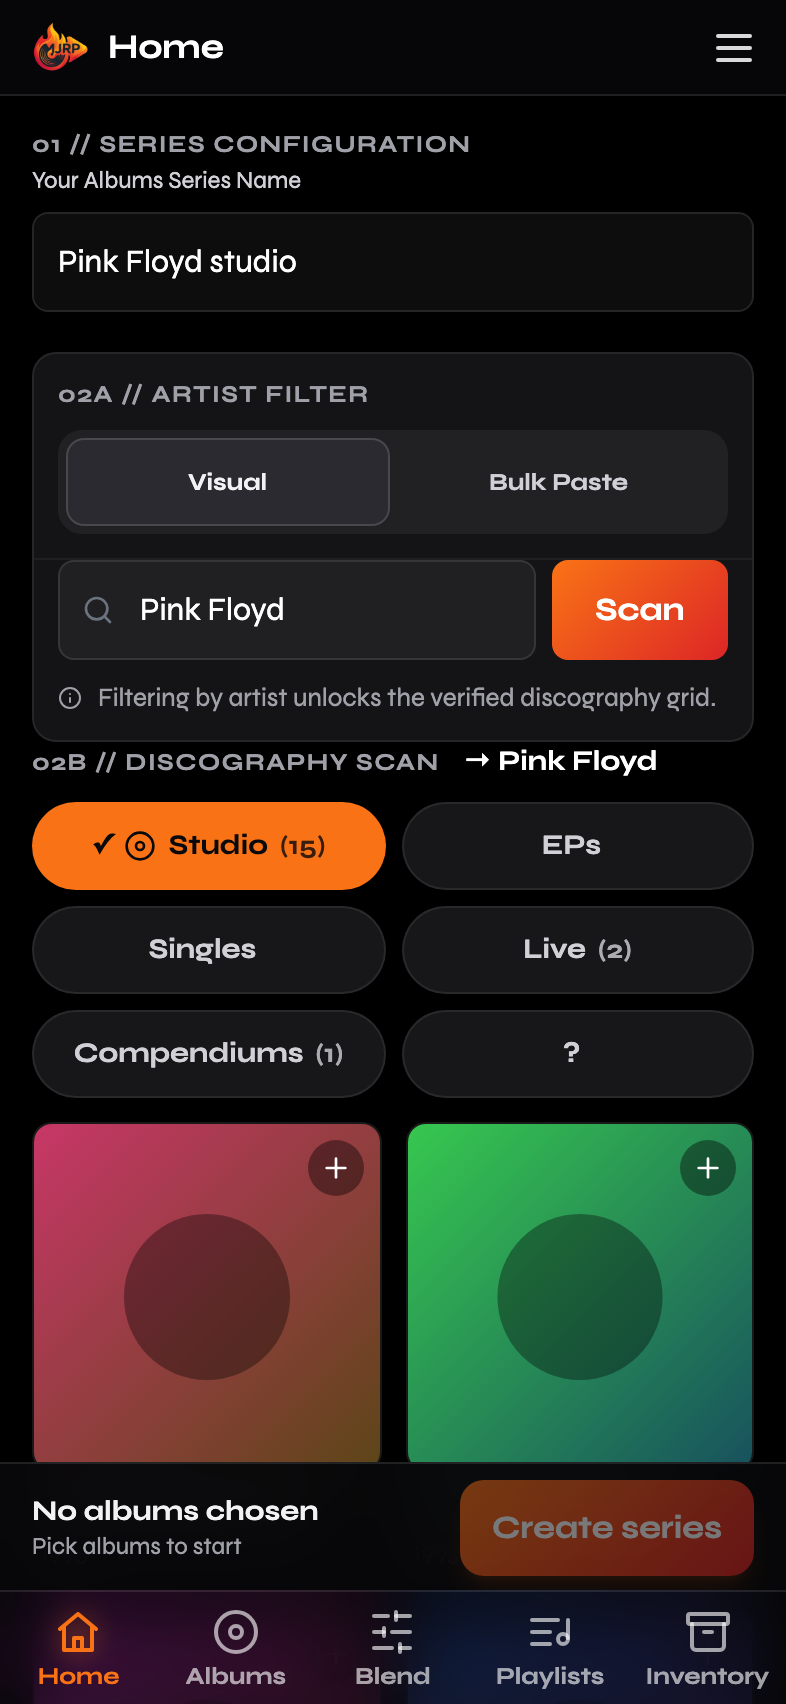 MJRP
Home
01 // SERIES CONFIGURATION
Your Albums Series Name
Pink Floyd studio
02A // ARTIST FILTER
Visual
Bulk Paste
Pink Floyd
Scan
Filtering by artist unlocks the verified discography grid.
02B // DISCOGRAPHY SCAN → Pink Floyd
✓ Studio (15)
EPs
Singles
Live (2)
Compendiums (1)
?
No albums chosen
Pick albums to start
Create series
Home
Albums
Blend
Playlists
Inventory